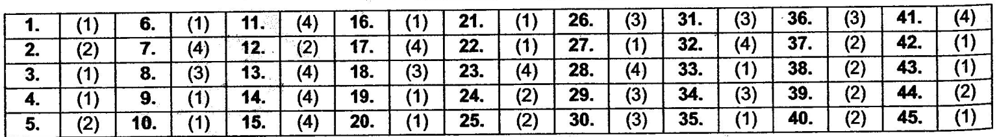 1. (1) 6. (1) 11. (4) 16. (1) 21. (1) 26. (3) 31. (3) 36. (3) 41. (4)
2. (2) 7. (4) 12. (2) 17. (4) 22. (1) 27. (1) 32. (4) 37. (2) 42. (1)
3. (1) 8. (3) 13. (4) 18. (3) 23. (4) 28. (4) 33. (1) 38. (2) 43. (1)
4. (1) 9. (1) 14. (4) 19. (1) 24. (2) 29. (3) 34. (3) 39. (2) 44. (2)
5. (2) 10. (1) 15. (4) 20. (1) 25. (2) 30. (3) 35. (1) 40. (2) 45. (1)